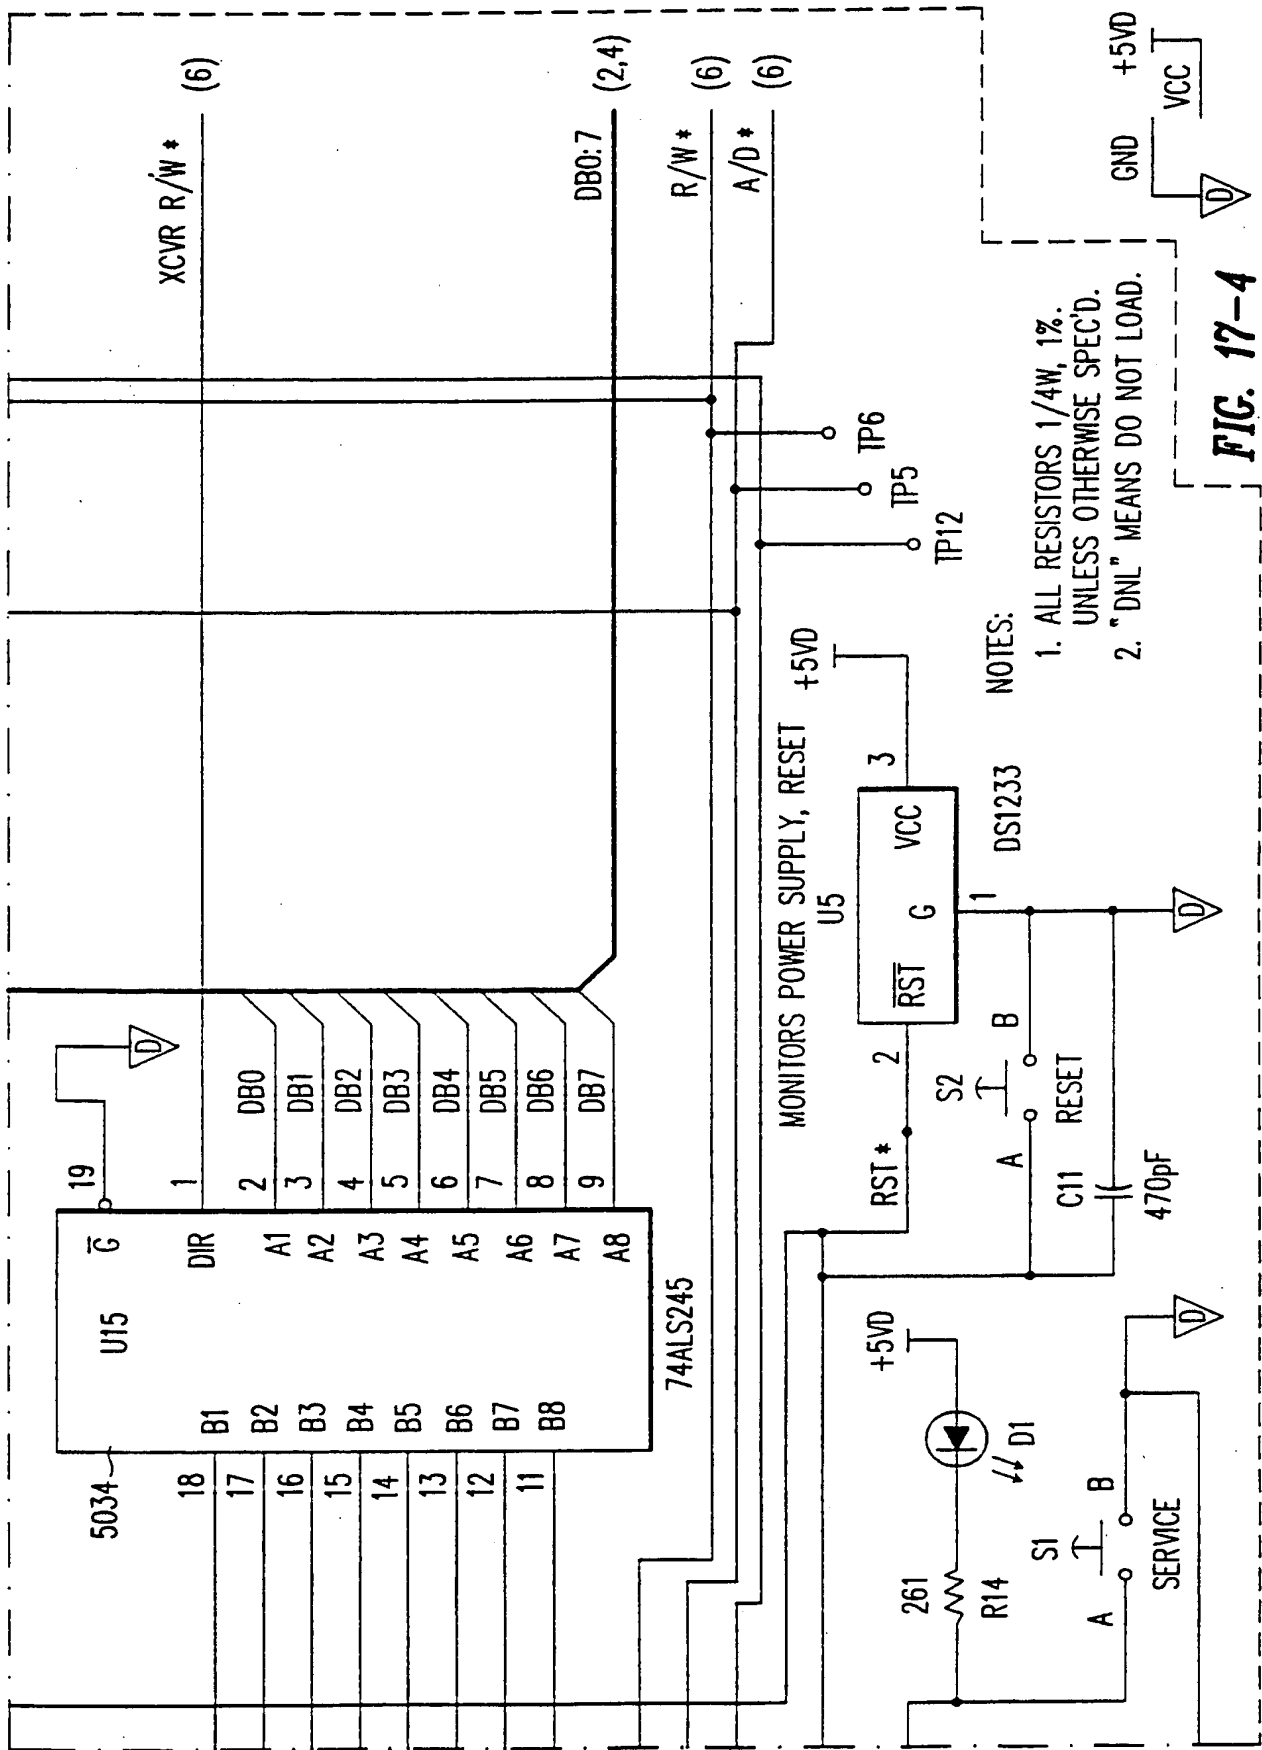 XCVR R/W *
(6)
DB0:7
(2,4)
R/W *
(6)
A/D *
(6)
5034
U15
G
19
DIR
1
A1
2
DB0
A2
3
DB1
A3
4
DB2
A4
5
DB3
A5
6
DB4
A6
7
DB5
A7
8
DB6
A8
9
DB7
18
B1
17
B2
16
B3
15
B4
14
B5
13
B6
12
B7
11
B8
74ALS245
D
TP6
TP5
TP12
MONITORS POWER SUPPLY, RESET
U5
+5VD
RST *
2
RST
G
VCC
3
1
DS1233
S2
A
B
RESET
C11
470pF
D
+5VD
261
R14
D1
S1
A
B
SERVICE
D
NOTES:
1. ALL RESISTORS 1/4W, 1%.
UNLESS OTHERWISE SPEC'D.
2. "DNL" MEANS DO NOT LOAD.
GND
+5VD
VCC
D
FIG. 17-4